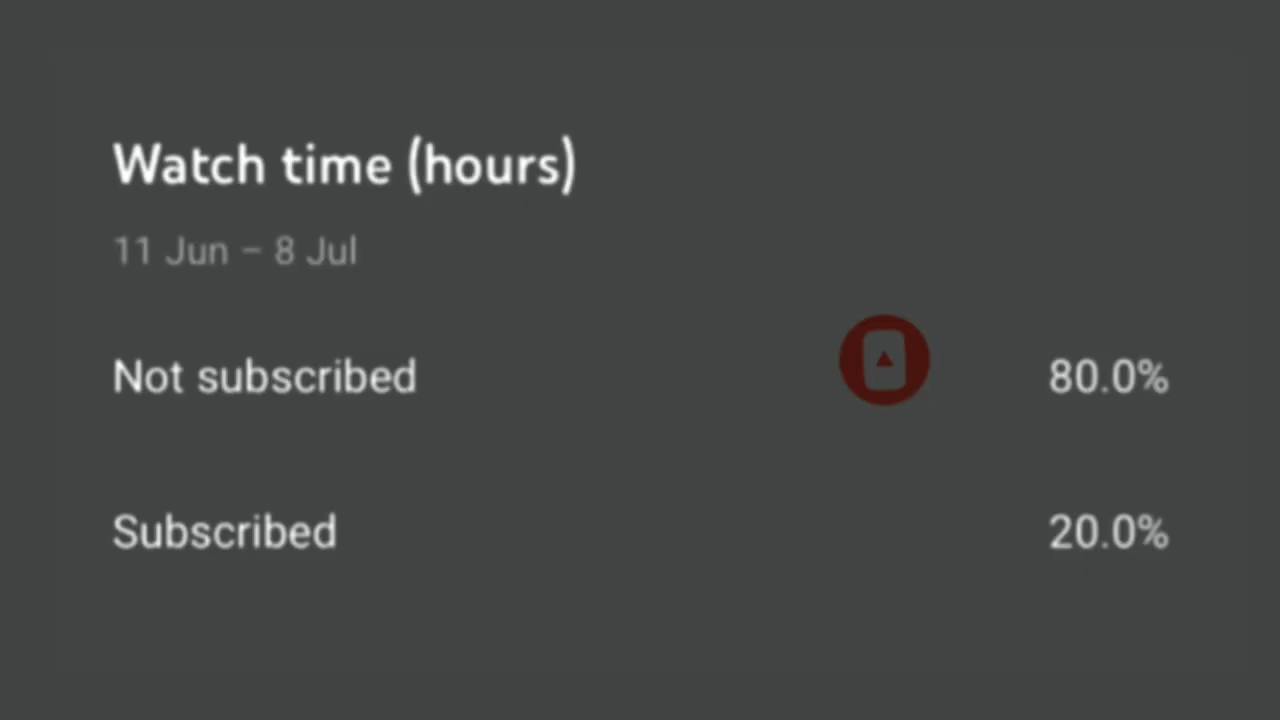 Watch time (hours)
11 Jun – 8 Jul
Not subscribed 80.0%
Subscribed 20.0%